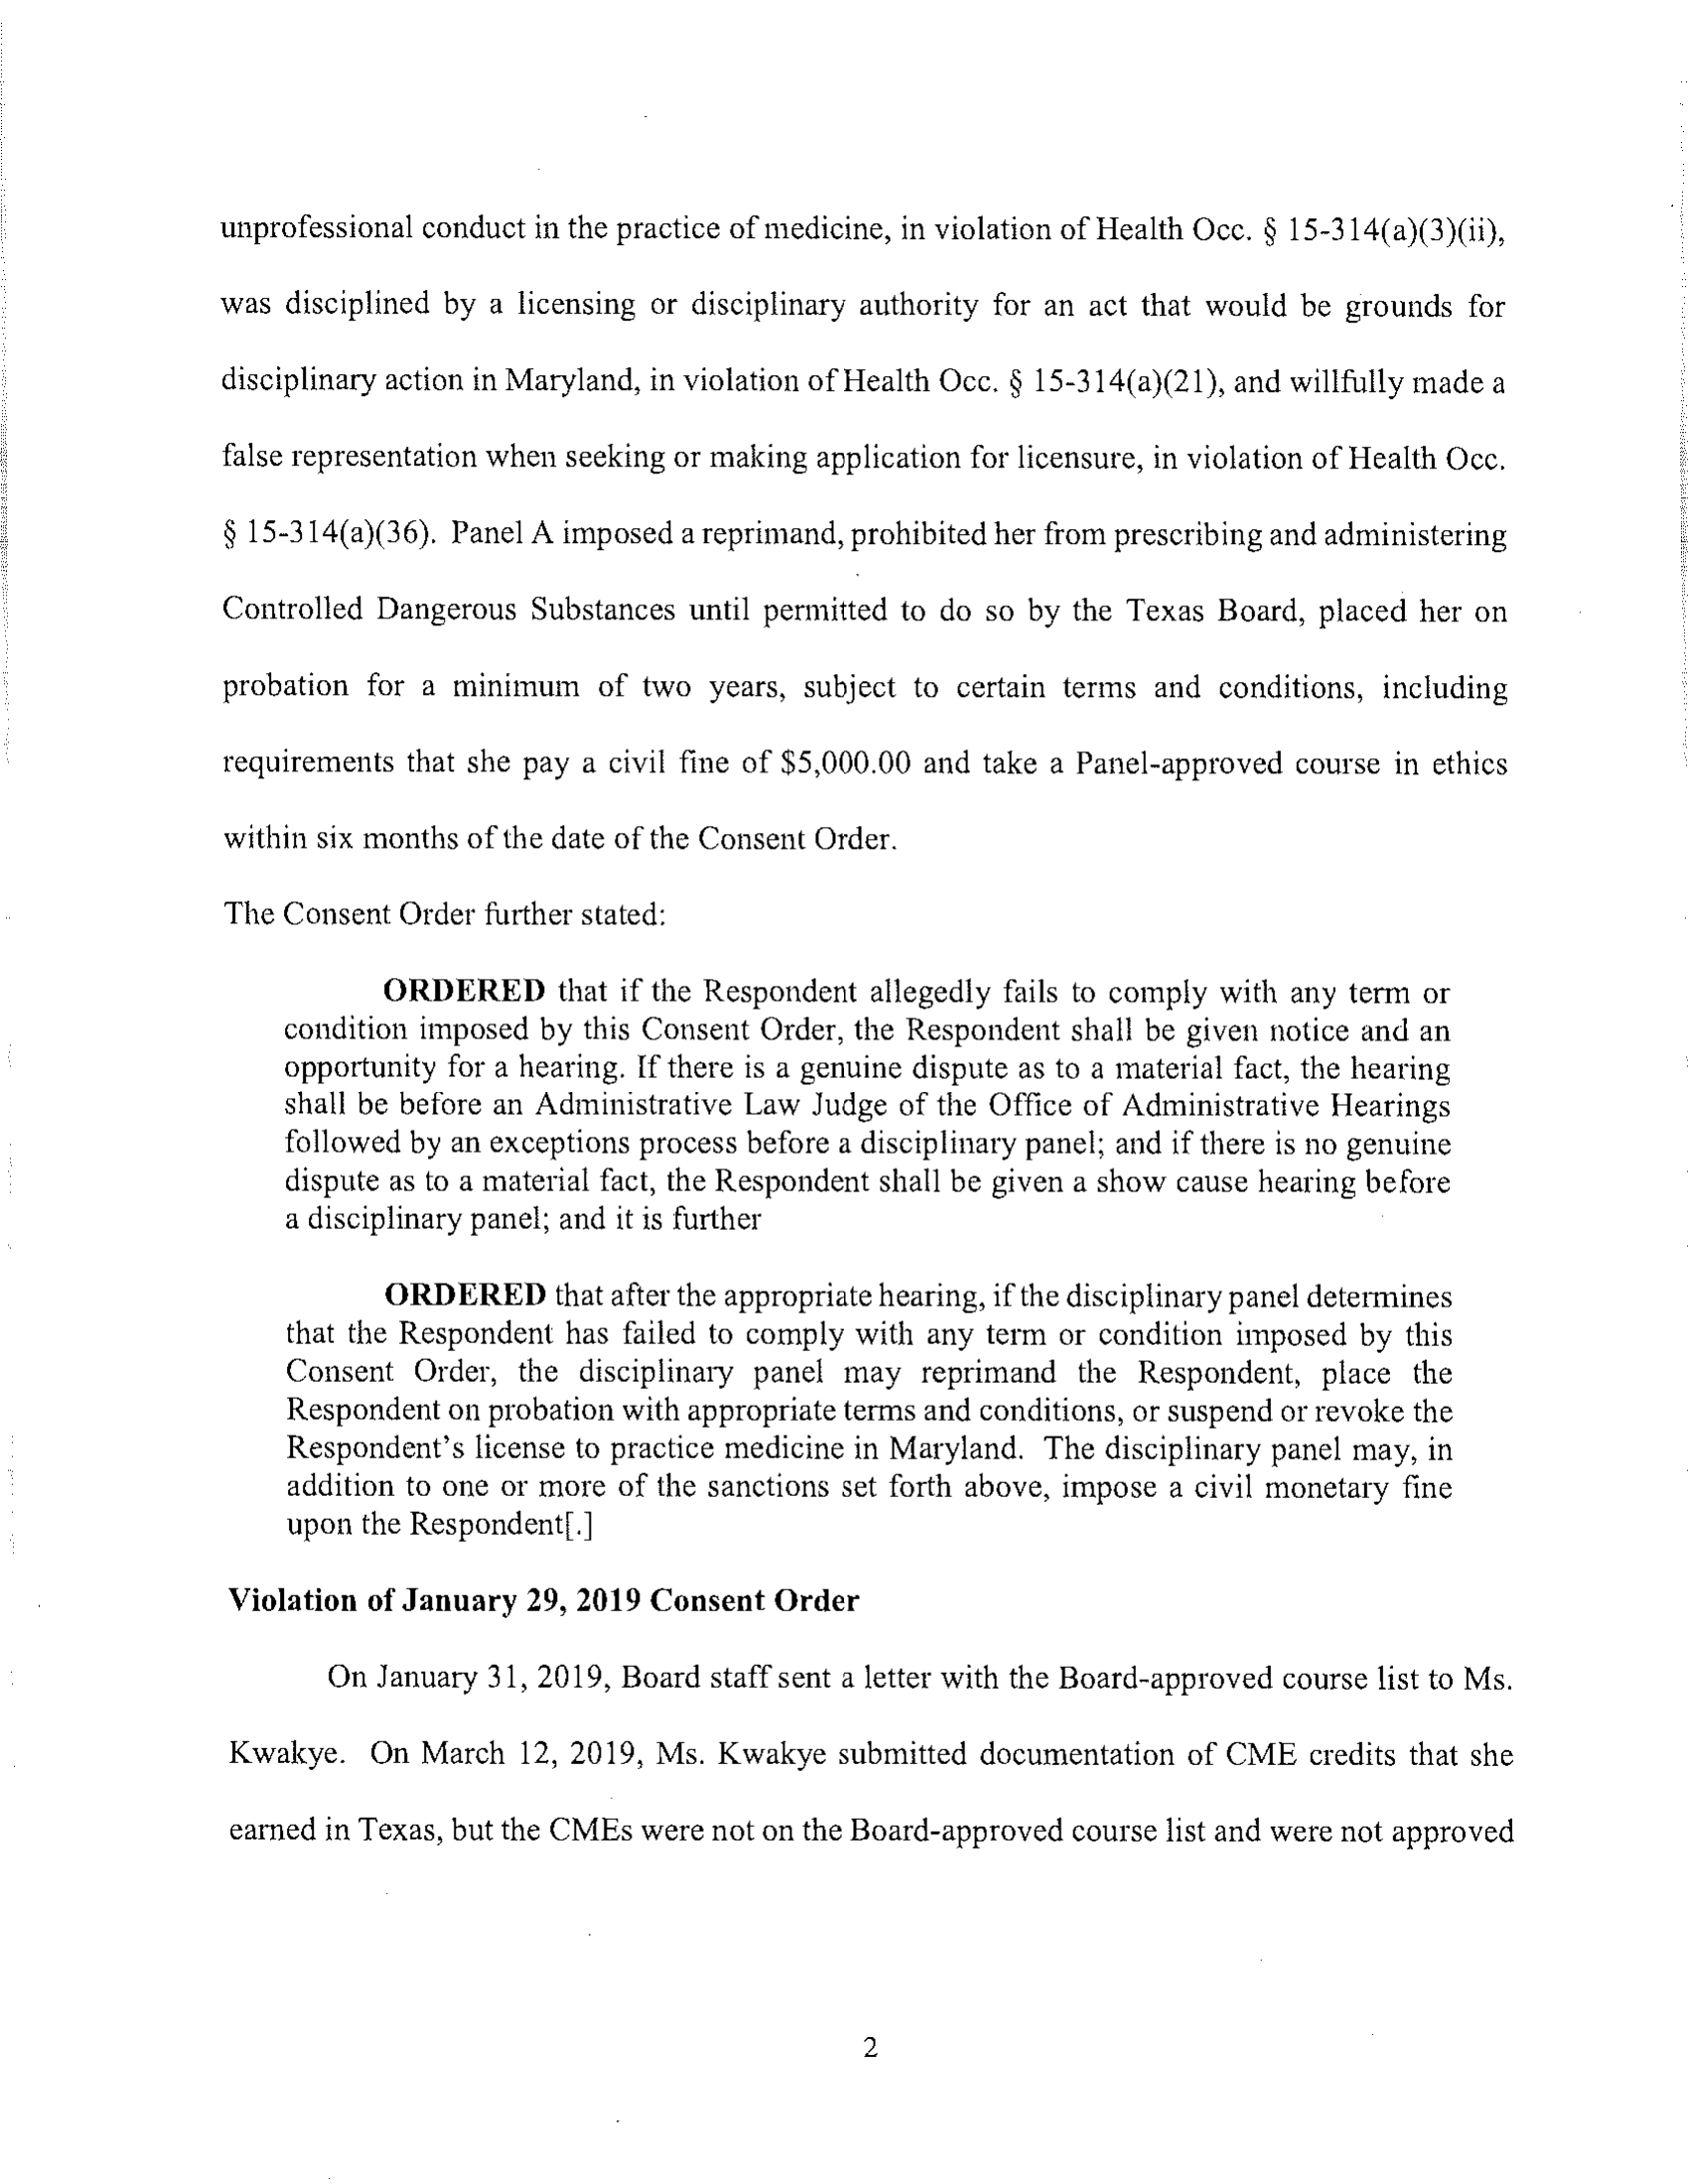 unprofessional conduct in the practice of medicine, in violation of Health Occ. § 15-314(a)(3)(ii),
was disciplined by a licensing or disciplinary authority for an act that would be grounds for
disciplinary action in Maryland, in violation of Health Occ. § 15-314(a)(21), and willfully made a
false representation when seeking or making application for licensure, in violation of Health Occ.
§ 15-314(a)(36). Panel A imposed a reprimand, prohibited her from prescribing and administering
Controlled Dangerous Substances until permitted to do so by the Texas Board, placed her on
probation for a minimum of two years, subject to certain terms and conditions, including
requirements that she pay a civil fine of $5,000.00 and take a Panel-approved course in ethics
within six months of the date of the Consent Order.
The Consent Order further stated:
ORDERED that if the Respondent allegedly fails to comply with any term or
condition imposed by this Consent Order, the Respondent shall be given notice and an
opportunity for a hearing. If there is a genuine dispute as to a material fact, the hearing
shall be before an Administrative Law Judge of the Office of Administrative Hearings
followed by an exceptions process before a disciplinary panel; and if there is no genuine
dispute as to a material fact, the Respondent shall be given a show cause hearing before
a disciplinary panel; and it is further
ORDERED that after the appropriate hearing, if the disciplinary panel determines
that the Respondent has failed to comply with any term or condition imposed by this
Consent Order, the disciplinary panel may reprimand the Respondent, place the
Respondent on probation with appropriate terms and conditions, or suspend or revoke the
Respondent's license to practice medicine in Maryland. The disciplinary panel may, in
addition to one or more of the sanctions set forth above, impose a civil monetary fine
upon the Respondent[.]
Violation of January 29, 2019 Consent Order
On January 31, 2019, Board staff sent a letter with the Board-approved course list to Ms.
Kwakye. On March 12, 2019, Ms. Kwakye submitted documentation of CME credits that she
earned in Texas, but the CMEs were not on the Board-approved course list and were not approved
2